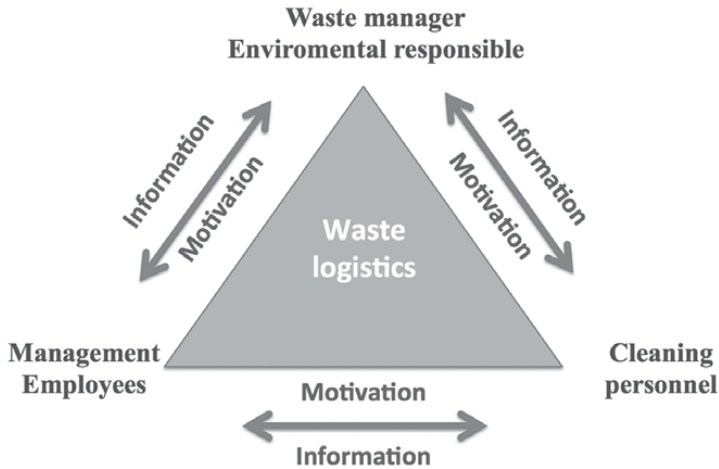 Waste manager
Enviromental responsible
Information
Motivation
Information
Motivation
Waste
logistics
Management
Employees
Cleaning
personnel
Motivation
Information